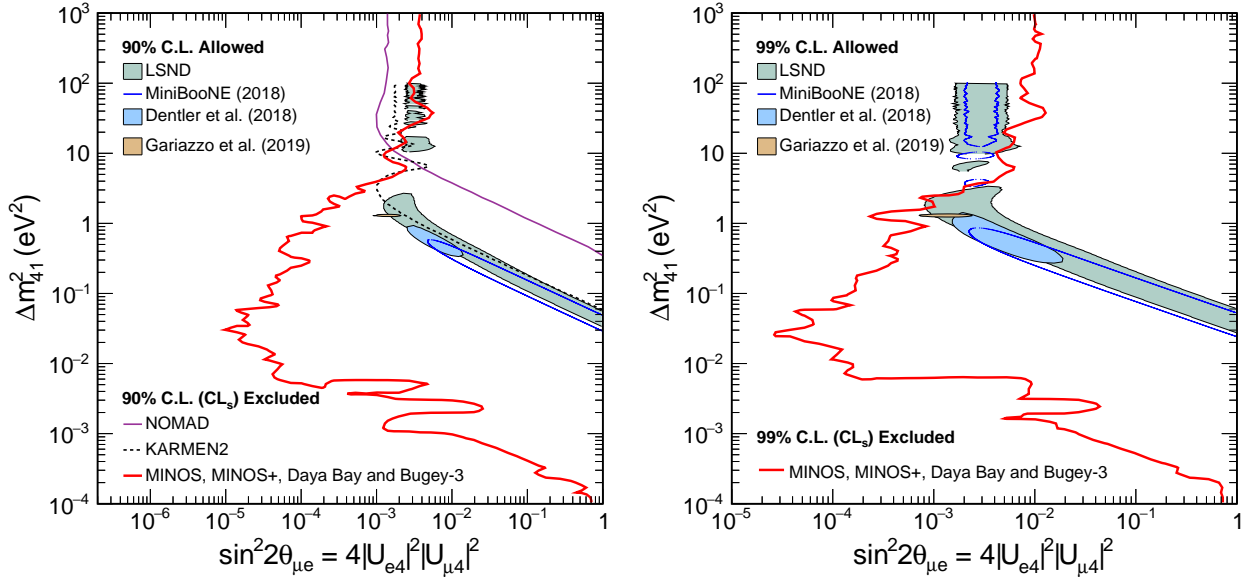 90% C.L. Allowed
LSND
MiniBooNE (2018)
Dentler et al. (2018)
Gariazzo et al. (2019)
90% C.L. (CLₛ) Excluded
NOMAD
KARMEN2
MINOS, MINOS+, Daya Bay and Bugey-3
Δm²₄₁ (eV²)
10³
10²
10
1
10⁻¹
10⁻²
10⁻³
10⁻⁴
10⁻⁶ 10⁻⁵ 10⁻⁴ 10⁻³ 10⁻² 10⁻¹ 1
sin²2θμₑ = 4|Uₑ₄|²|Uμ₄|²
99% C.L. Allowed
LSND
MiniBooNE (2018)
Dentler et al. (2018)
Gariazzo et al. (2019)
99% C.L. (CLₛ) Excluded
MINOS, MINOS+, Daya Bay and Bugey-3
Δm²₄₁ (eV²)
10³
10²
10
1
10⁻¹
10⁻²
10⁻³
10⁻⁴
10⁻⁵ 10⁻⁴ 10⁻³ 10⁻² 10⁻¹ 1
sin²2θμₑ = 4|Uₑ₄|²|Uμ₄|²